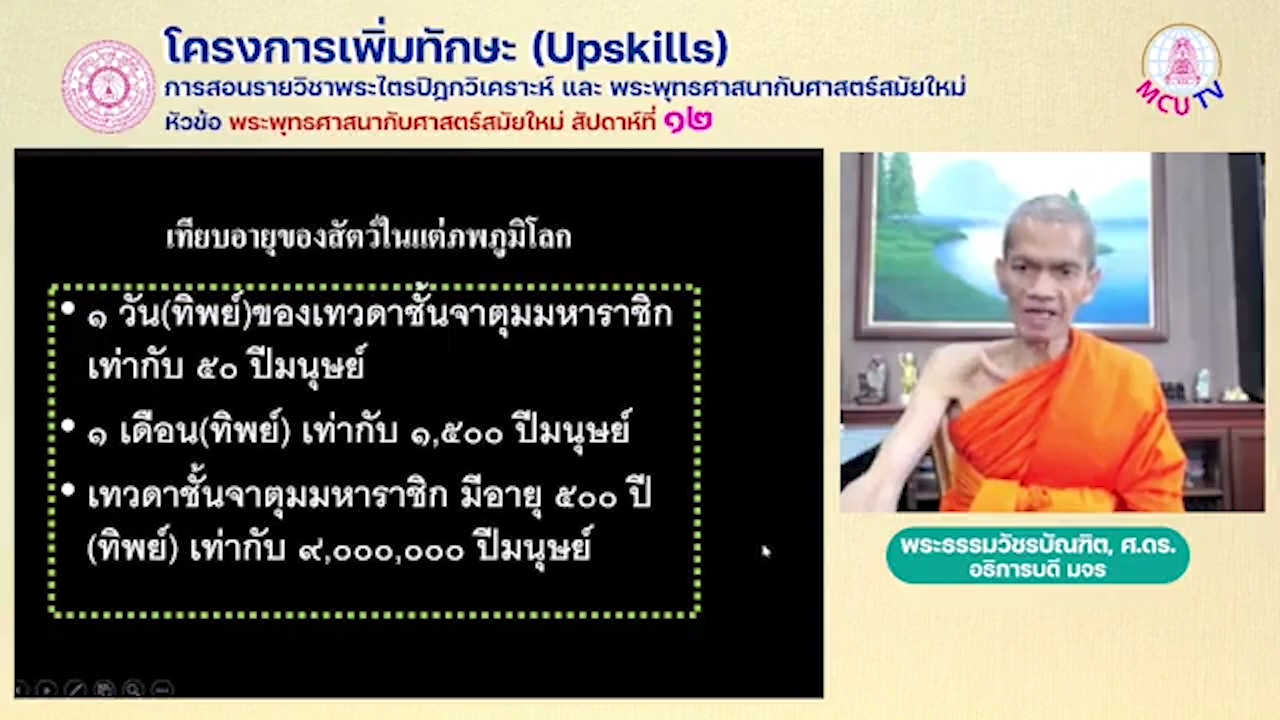 โครงการเพิ่มทักษะ (Upskills)
การสอนรายวิชาพระไตรปิฎกวิเคราะห์ และ พระพุทธศาสนากับศาสตร์สมัยใหม่
หัวข้อ พระพุทธศาสนากับศาสตร์สมัยใหม่ สัปดาห์ที่ ๑๒
MCU TV
เทียบอายุของสัตว์ในแต่ภพภูมิโลก
• ๑ วัน(ทิพย์)ของเทวดาชั้นจาตุมมหาราชิก
เท่ากับ ๕๐ ปีมนุษย์
• ๑ เดือน(ทิพย์) เท่ากับ ๑,๕๐๐ ปีมนุษย์
• เทวดาชั้นจาตุมมหาราชิก มีอายุ ๕๐๐ ปี
(ทิพย์) เท่ากับ ๙,๐๐๐,๐๐๐ ปีมนุษย์
พระธรรมวัชรบัณฑิต, ศ.ดร.
อธิการบดี มจร